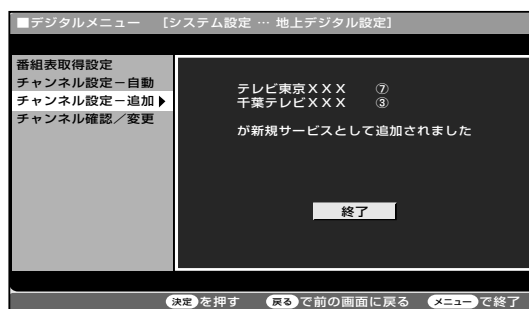 ■デジタルメニュー ［システム設定 … 地上デジタル設定］
番組表取得設定
チャンネル設定－自動
チャンネル設定－追加▶
チャンネル確認／変更
テレビ東京ＸＸＸ ⑦
千葉テレビＸＸＸ ③
が新規サービスとして追加されました
終了
決定を押す 戻るで前の画面に戻る メニューで終了